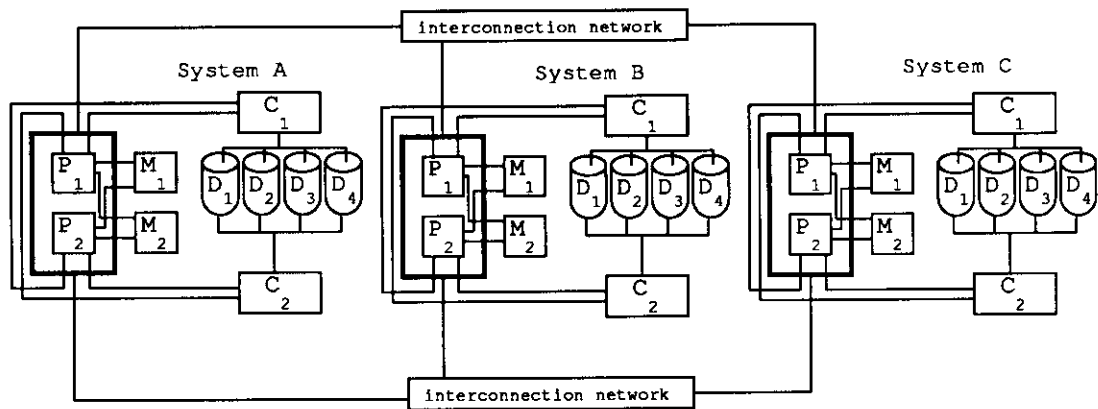 interconnection network
System A
System B
System C
C1
P1
M1
D1 D2 D3 D4
P2
M2
C2
C1
P1
M1
D1 D2 D3 D4
P2
M2
C2
C1
P1
M1
D1 D2 D3 D4
P2
M2
C2
interconnection network